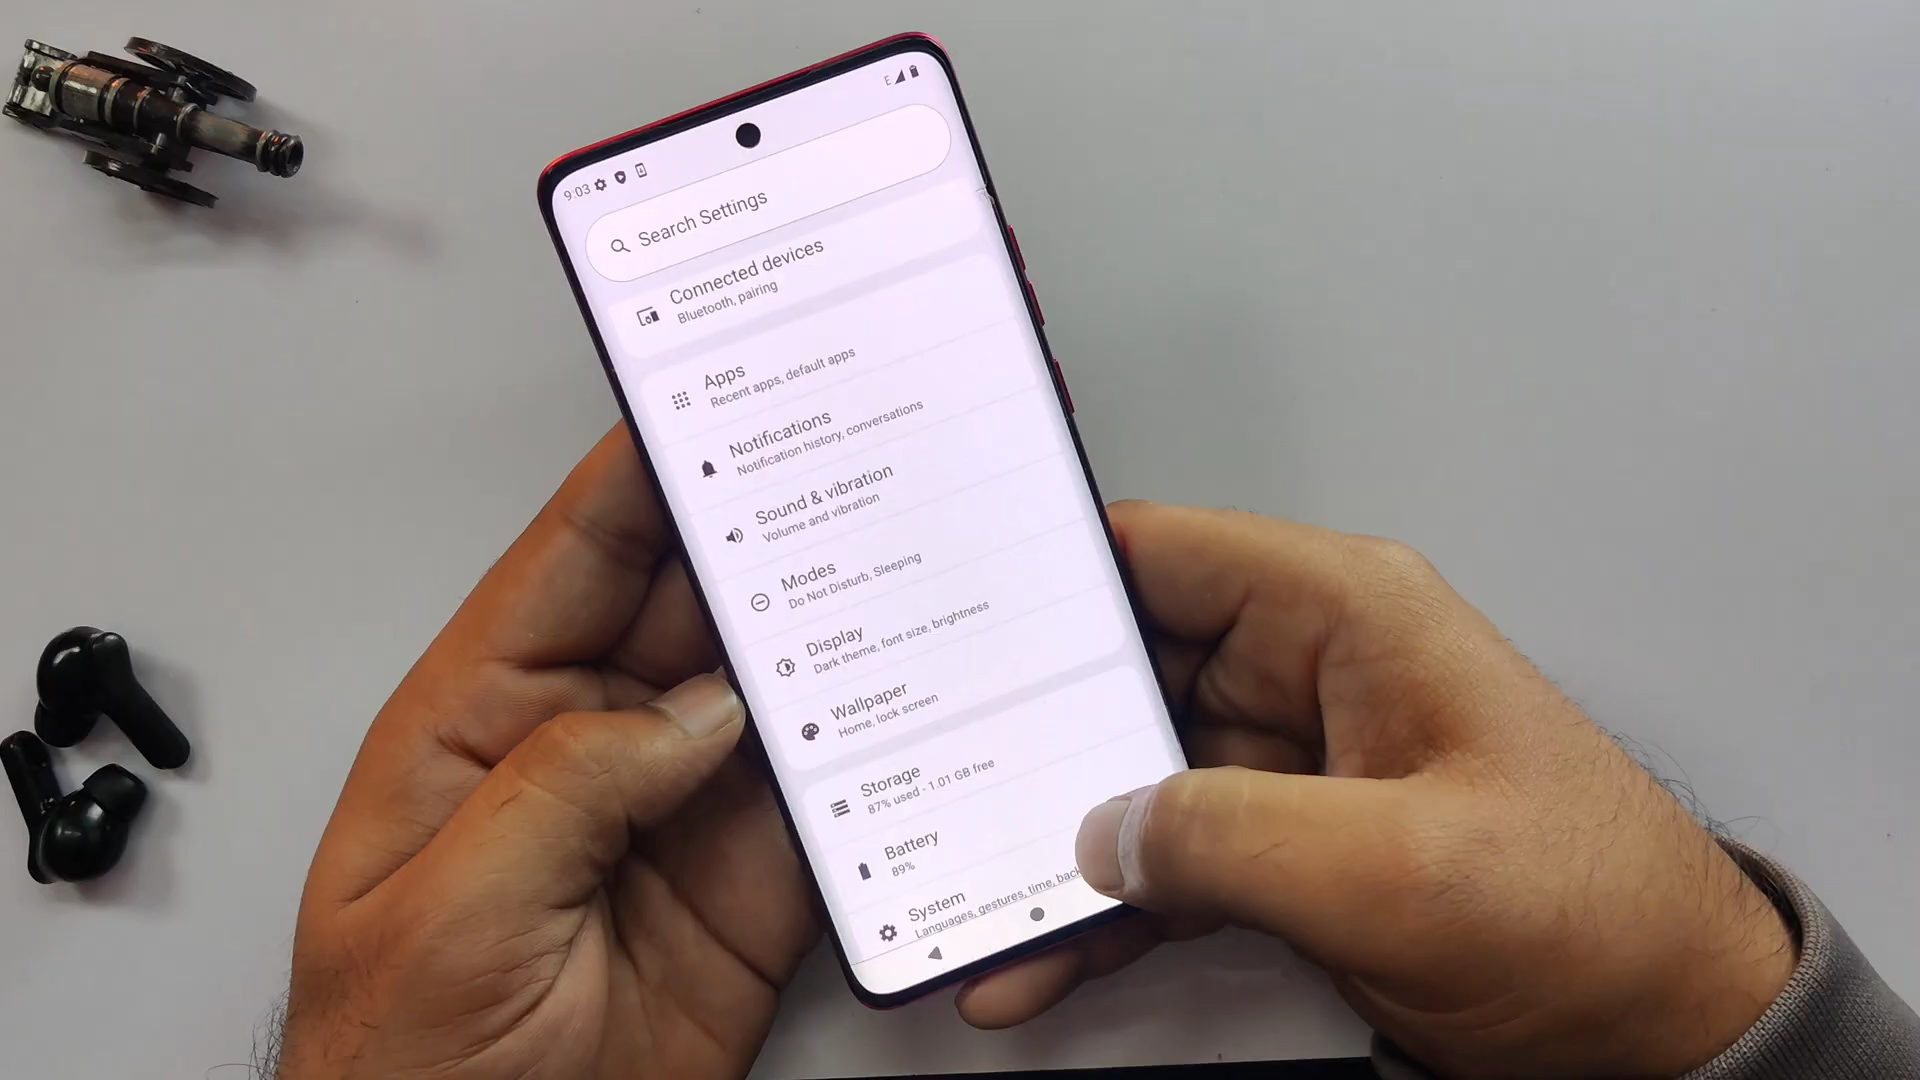 9:03
E
Search Settings
Connected devices
Bluetooth, pairing
Apps
Recent apps, default apps
Notifications
Notification history, conversations
Sound & vibration
Volume and vibration
Modes
Do Not Disturb, Sleeping
Display
Dark theme, font size, brightness
Wallpaper
Home, lock screen
Storage
87% used - 1.01 GB free
Battery
89%
System
Languages, gestures, time, back